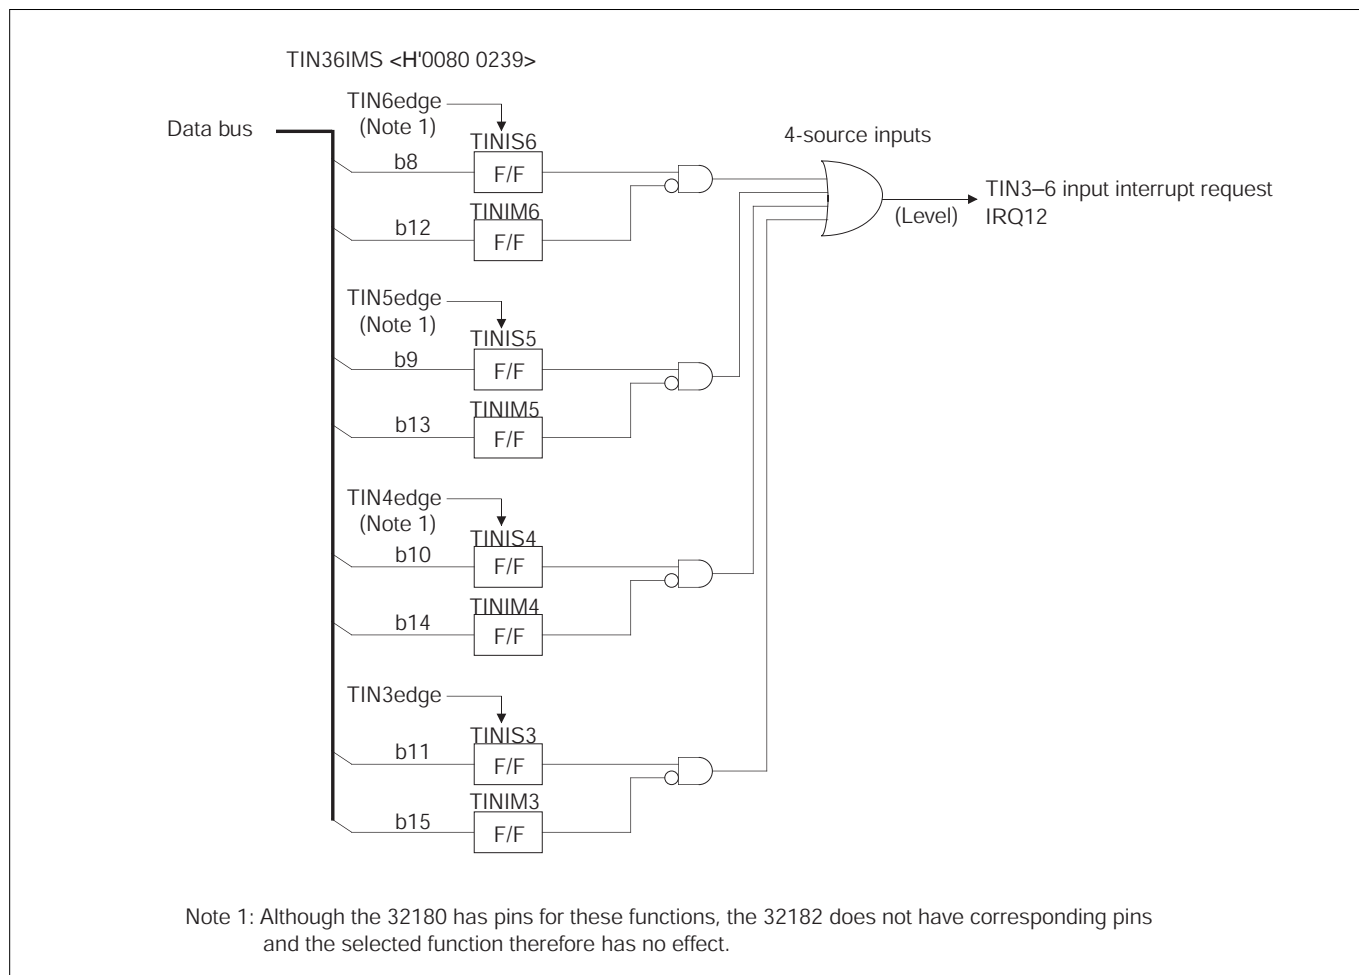 TIN36IMS <H'0080 0239>
Data bus
TIN6edge
(Note 1)
TINIS6
b8
F/F
TINIM6
b12
F/F
4-source inputs
(Level)
TIN3–6 input interrupt request
IRQ12
TIN5edge
(Note 1)
TINIS5
b9
F/F
TINIM5
b13
F/F
TIN4edge
(Note 1)
TINIS4
b10
F/F
TINIM4
b14
F/F
TIN3edge
TINIS3
b11
F/F
TINIM3
b15
F/F
Note 1: Although the 32180 has pins for these functions, the 32182 does not have corresponding pins
and the selected function therefore has no effect.